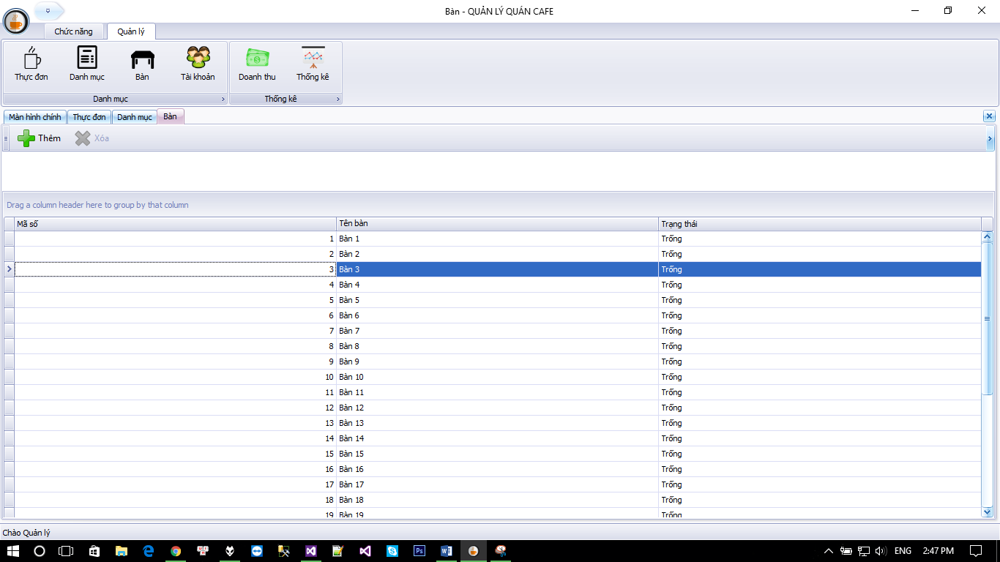 Bàn - QUẢN LÝ QUÁN CAFE
Chức năng Quản lý
Thực đơn Danh mục Bàn Tài khoản Doanh thu Thống kê
Danh mục Thống kê
Màn hình chính Thực đơn Danh mục Bàn
Thêm Xóa
Drag a column header here to group by that column
Mã số Tên bàn Trạng thái
1 Bàn 1 Trống
2 Bàn 2 Trống
3 Bàn 3 Trống
4 Bàn 4 Trống
5 Bàn 5 Trống
6 Bàn 6 Trống
7 Bàn 7 Trống
8 Bàn 8 Trống
9 Bàn 9 Trống
10 Bàn 10 Trống
11 Bàn 11 Trống
12 Bàn 12 Trống
13 Bàn 13 Trống
14 Bàn 14 Trống
15 Bàn 15 Trống
16 Bàn 16 Trống
17 Bàn 17 Trống
18 Bàn 18 Trống
19 Bàn 19 Trống
Chào Quản lý
ENG 2:47 PM